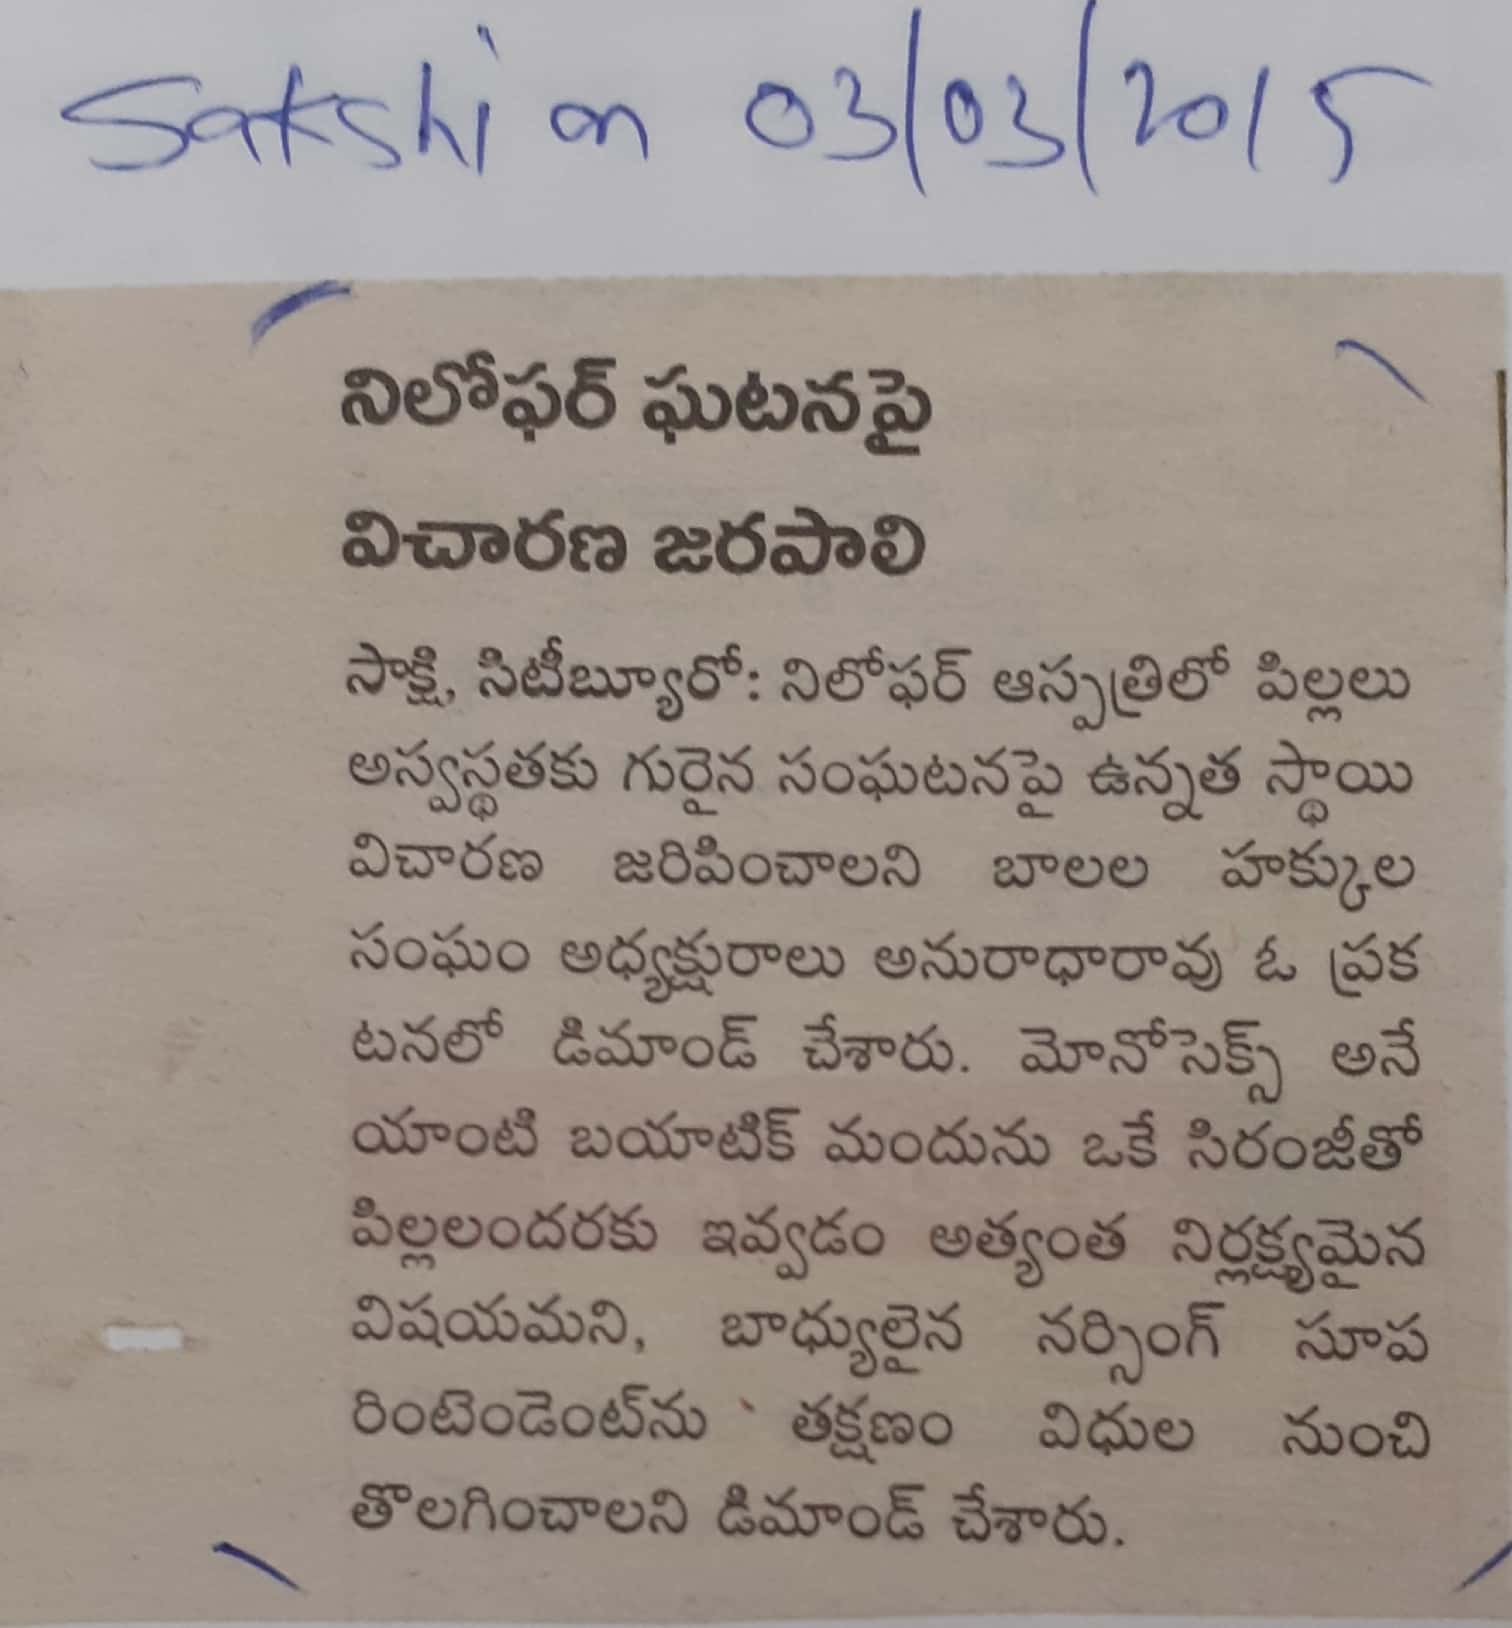 Sakshi on 03/03/2015
నిలోఫర్ ఘటనపై
విచారణ జరపాలి
సాక్షి, సిటీబ్యూరో: నిలోఫర్ ఆస్పత్రిలో పిల్లలు
అస్వస్థతకు గురైన సంఘటనపై ఉన్నత స్థాయి
విచారణ జరిపించాలని బాలల హక్కుల
సంఘం అధ్యక్షురాలు అనురాధారావు ఓ ప్రక
టనలో డిమాండ్ చేశారు. మోనోసెక్స్ అనే
యాంటి బయాటిక్ మందును ఒకే సిరంజీతో
పిల్లలందరకు ఇవ్వడం అత్యంత నిర్లక్ష్యమైన
విషయమని, బాధ్యులైన నర్సింగ్ సూప
రింటెండెంట్‌ను తక్షణం విధుల నుంచి
తొలగించాలని డిమాండ్ చేశారు.